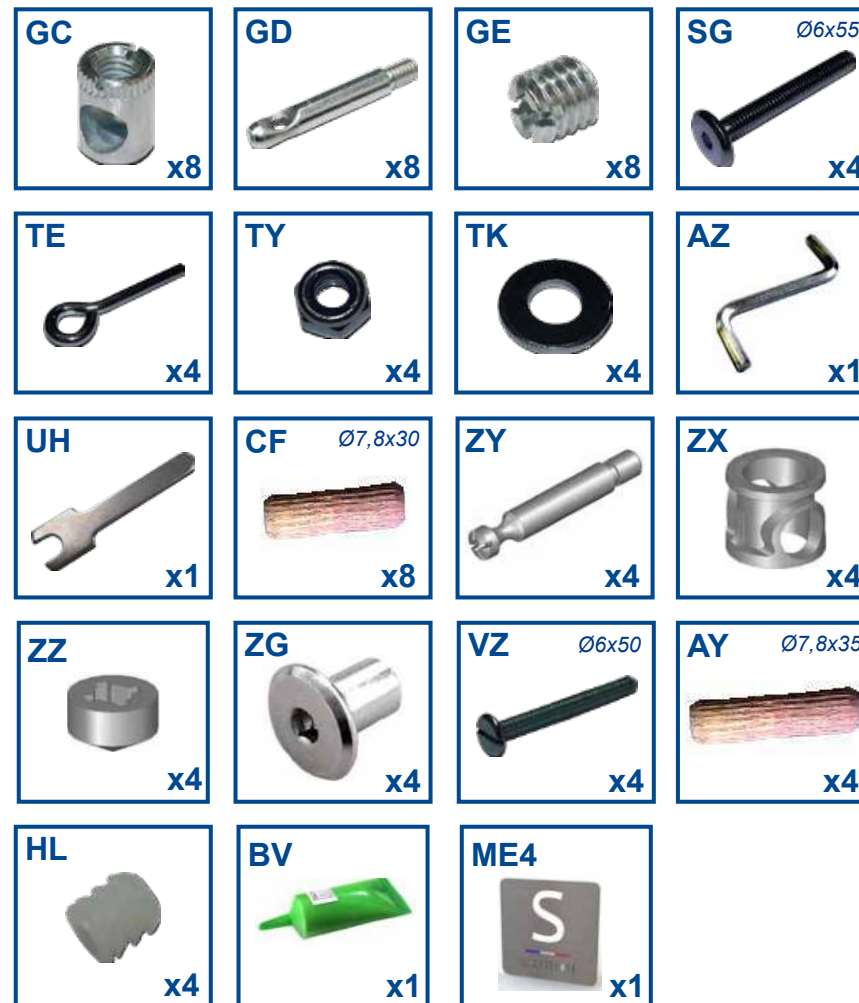 GC
x8
GD
x8
GE
x8
SG Ø6x55
x4
TE
x4
TY
x4
TK
x4
AZ
x1
UH
x1
CF Ø7,8x30
x8
ZY
x4
ZX
x4
ZZ
x4
ZG
x4
VZ Ø6x50
x4
AY Ø7,8x35
x4
HL
x4
BV
x1
ME4
S
x1